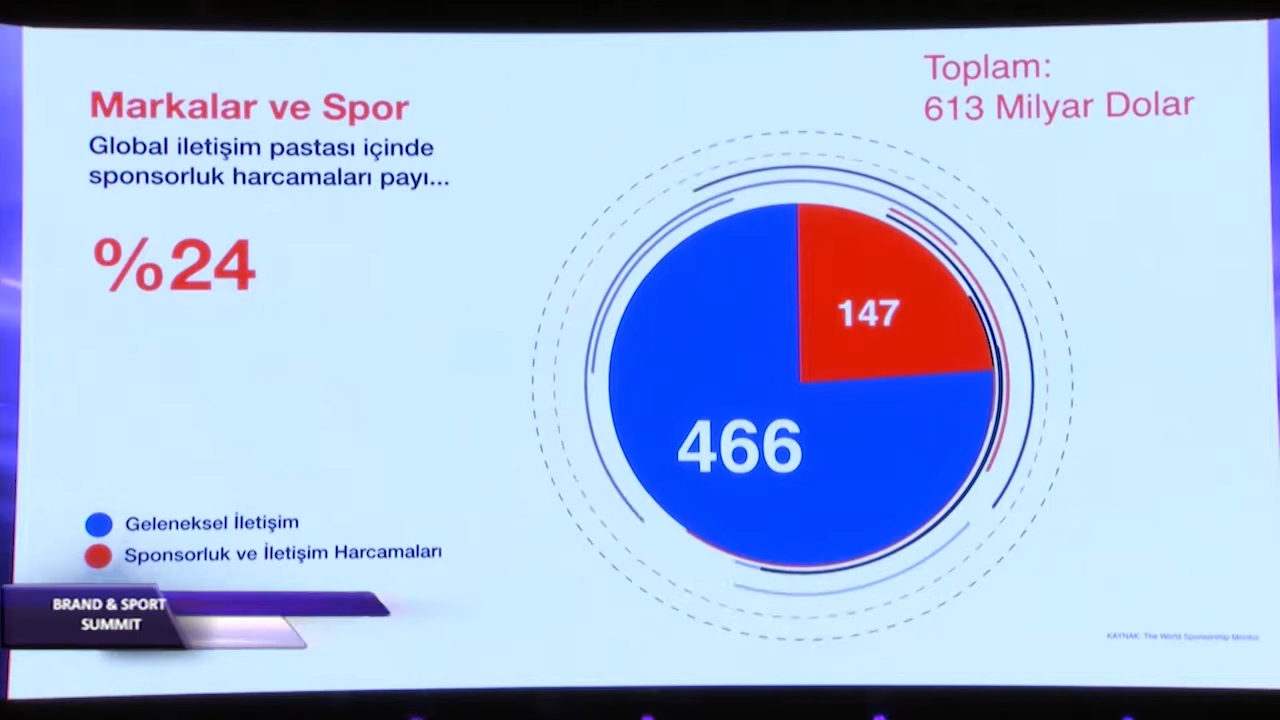 Markalar ve Spor
Global iletişim pastası içinde
sponsorluk harcamaları payı...
%24
Toplam:
613 Milyar Dolar
147
466
Geleneksel İletişim
Sponsorluk ve İletişim Harcamaları
BRAND & SPORT
SUMMIT
KAYNAK: The World Sponsorship Monitor